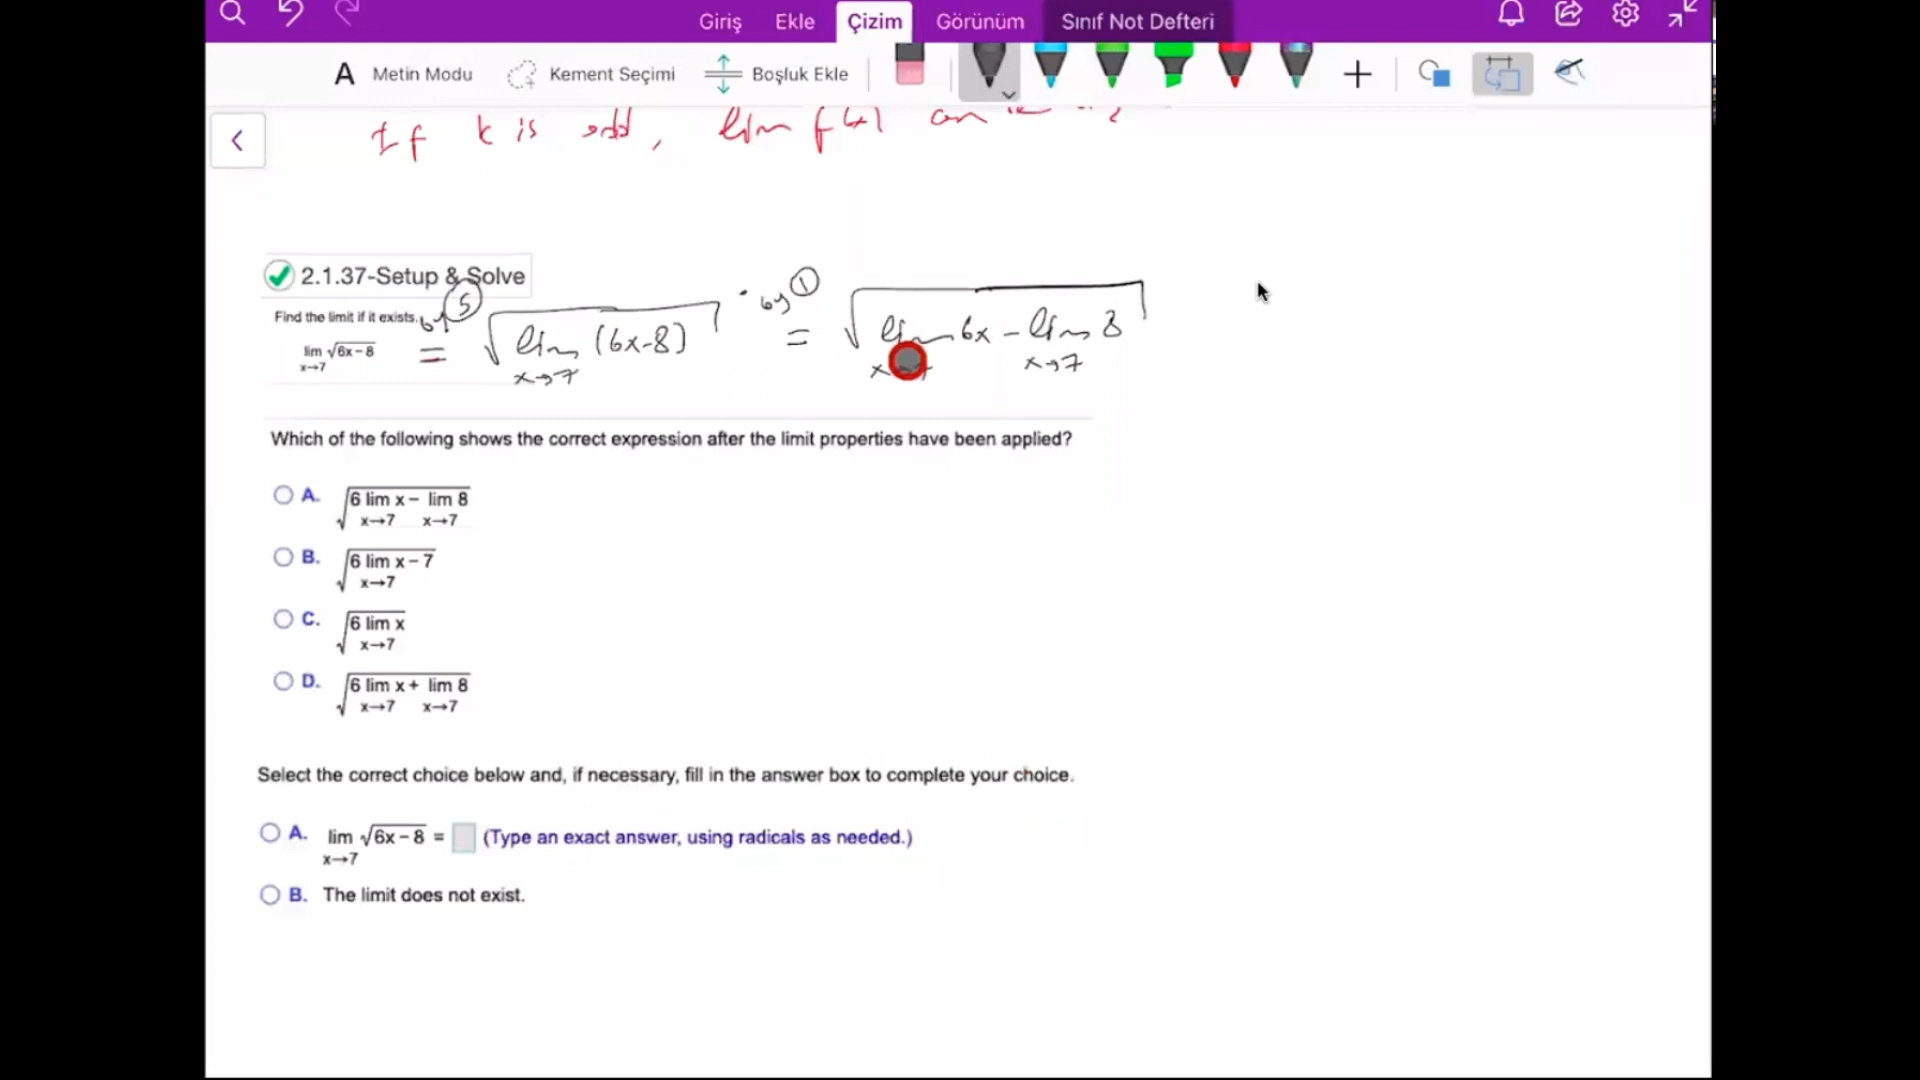 Giriş Ekle Çizim Görünüm Sınıf Not Defteri
A Metin Modu Kement Seçimi Boşluk Ekle
If k is odd, lim f(x) can
2.1.37-Setup & Solve
Find the limit if it exists.
lim √6x − 8
x→7
by 5 = √lim (6x-8)
x→7
by 1 = √lim 6x - lim 8
x→7 x→7
Which of the following shows the correct expression after the limit properties have been applied?
A. √6 lim x − lim 8
x→7 x→7
B. √6 lim x − 7
x→7
C. √6 lim x
x→7
D. √6 lim x + lim 8
x→7 x→7
Select the correct choice below and, if necessary, fill in the answer box to complete your choice.
A. lim √6x − 8 = (Type an exact answer, using radicals as needed.)
x→7
B. The limit does not exist.